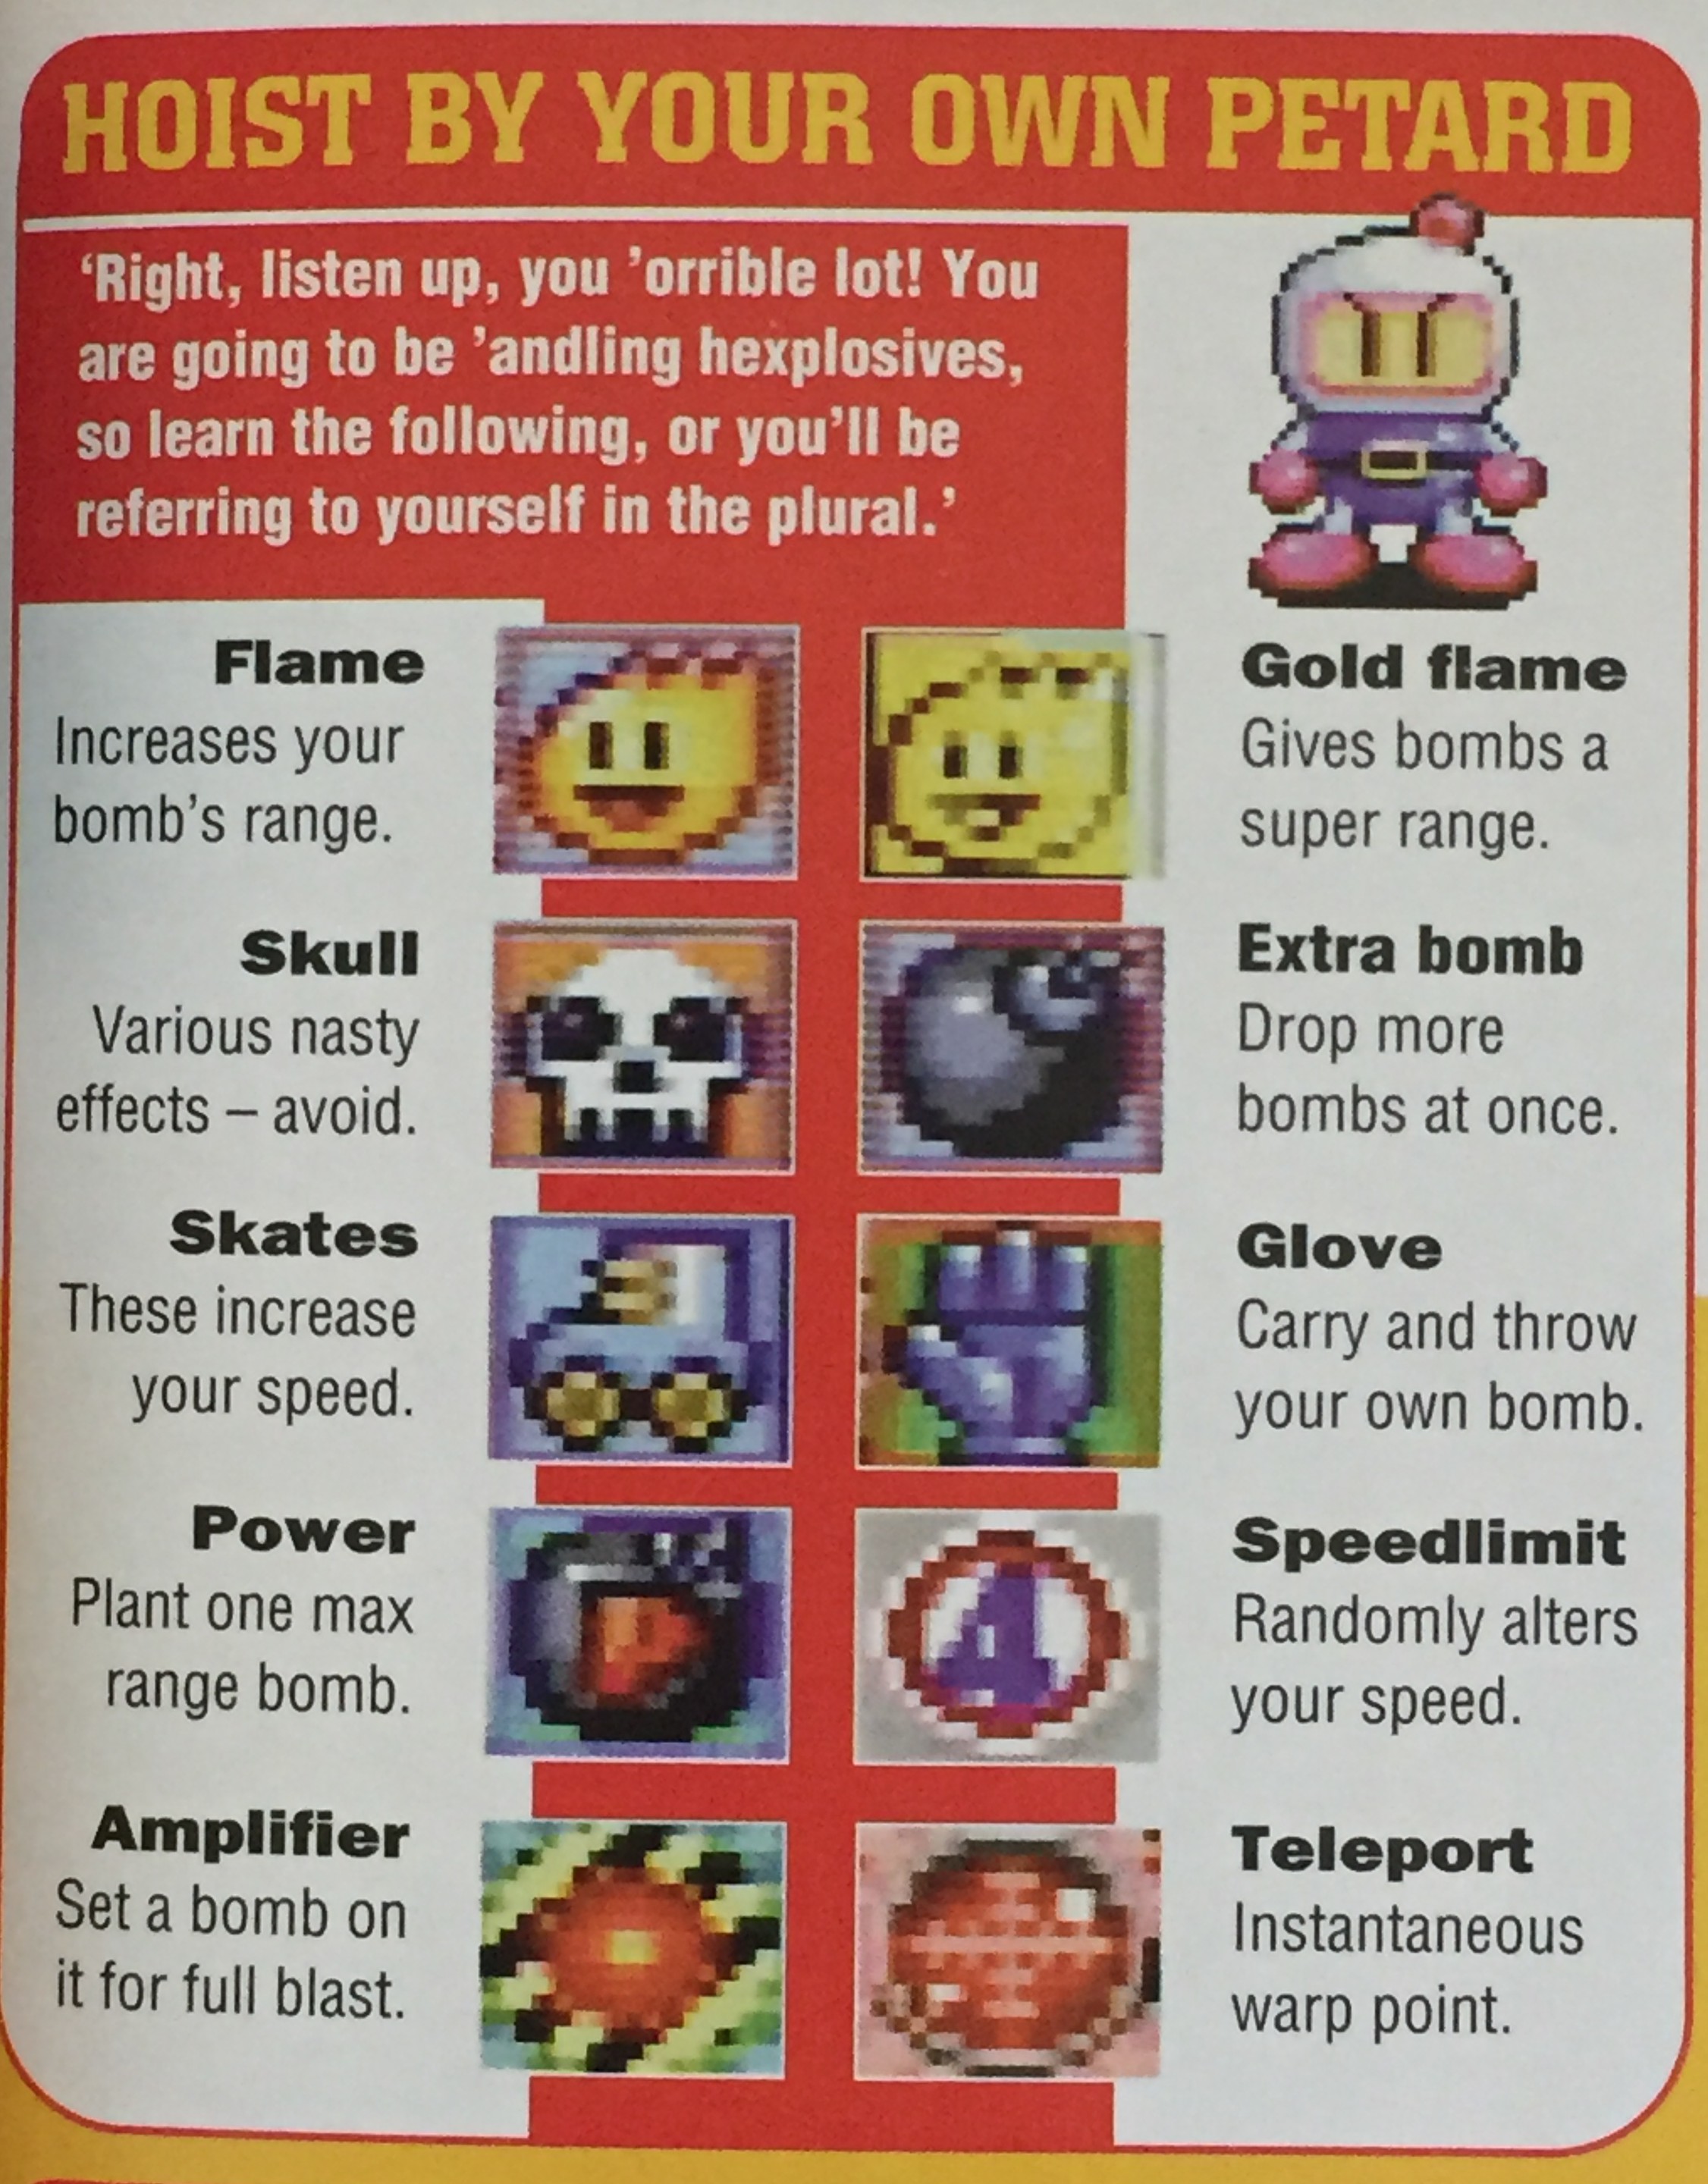 HOIST BY YOUR OWN PETARD
‘Right, listen up, you ’orrible lot! You
are going to be ’andling hexplosives,
so learn the following, or you’ll be
referring to yourself in the plural.’
Flame
Increases your
bomb’s range.
Gold flame
Gives bombs a
super range.
Skull
Various nasty
effects – avoid.
Extra bomb
Drop more
bombs at once.
Skates
These increase
your speed.
Glove
Carry and throw
your own bomb.
Power
Plant one max
range bomb.
Speedlimit
Randomly alters
your speed.
Amplifier
Set a bomb on
it for full blast.
Teleport
Instantaneous
warp point.